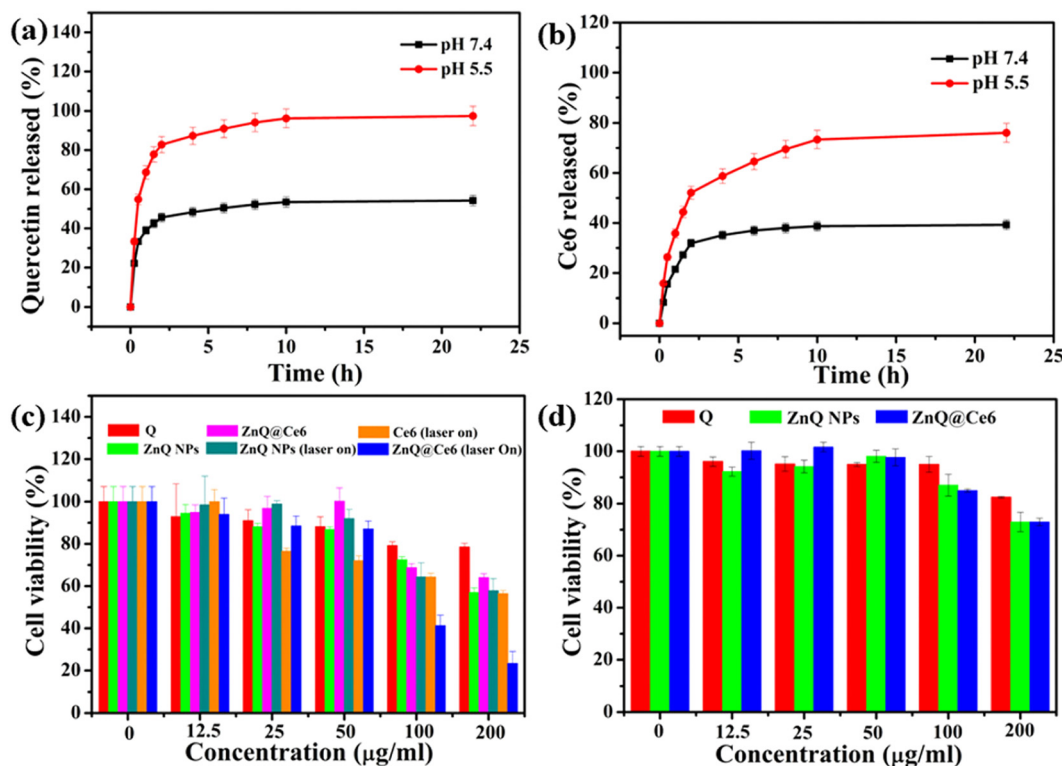 (a)
Quercetin released (%)
140
120
100
80
60
40
20
0
pH 7.4
pH 5.5
0 5 10 15 20 25
Time (h)
(b)
Ce6 released (%)
120
100
80
60
40
20
0
pH 7.4
pH 5.5
0 5 10 15 20 25
Time (h)
(c)
Cell viability (%)
140
120
100
80
60
40
20
0
Q ZnQ@Ce6 Ce6 (laser on)
ZnQ NPs ZnQ NPs (laser on) ZnQ@Ce6 (laser On)
0 12.5 25 50 100 200
Concentration (μg/ml)
(d)
Cell viability (%)
120
100
80
60
40
20
0
Q ZnQ NPs ZnQ@Ce6
0 12.5 25 50 100 200
Concentration (μg/ml)